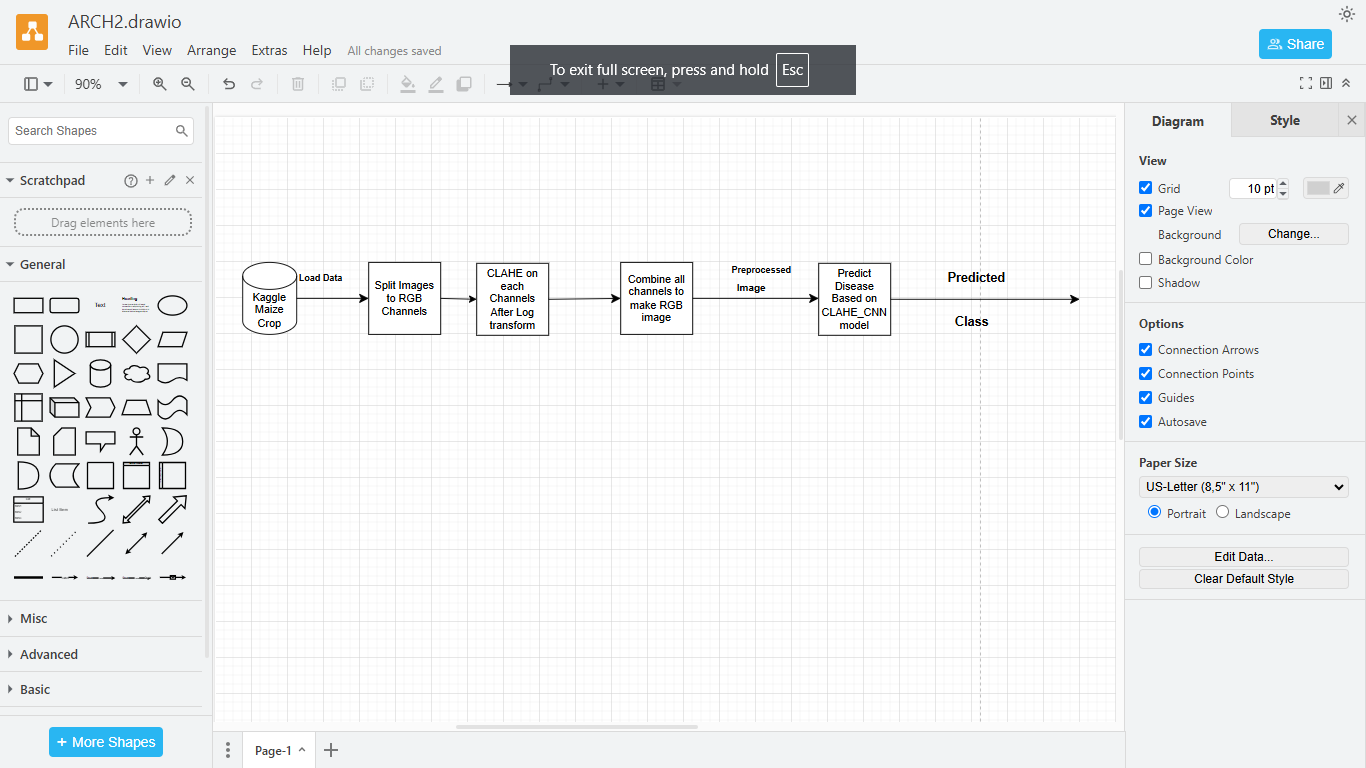 ARCH2.drawio
File Edit View Arrange Extras Help All changes saved
Share
To exit full screen, press and hold Esc
90%
Search Shapes
Scratchpad
Drag elements here
General
Text
Heading
Misc
Advanced
Basic
+ More Shapes
Kaggle
Maize
Crop
Load Data
Split Images
to RGB
Channels
CLAHE on
each
Channels
After Log
transform
Combine all
channels to
make RGB
image
Preprocessed
Image
Predict
Disease
Based on
CLAHE_CNN
model
Predicted
Class
Page-1
Diagram Style
View
Grid 10 pt
Page View
Background Change...
Background Color
Shadow
Options
Connection Arrows
Connection Points
Guides
Autosave
Paper Size
US-Letter (8,5" x 11")
Portrait Landscape
Edit Data...
Clear Default Style